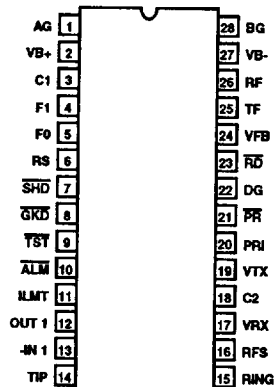 AG 1 28 BG
VB+ 2 27 VB-
C1 3 26 RF
F1 4 25 TF
F0 5 24 VFB
RS 6 23 RD
SHD 7 22 DG
GKD 8 21 PR
TST 9 20 PRI
ALM 10 19 VTX
ILMT 11 18 C2
OUT 1 12 17 VRX
-IN 1 13 16 RFS
TIP 14 15 RING